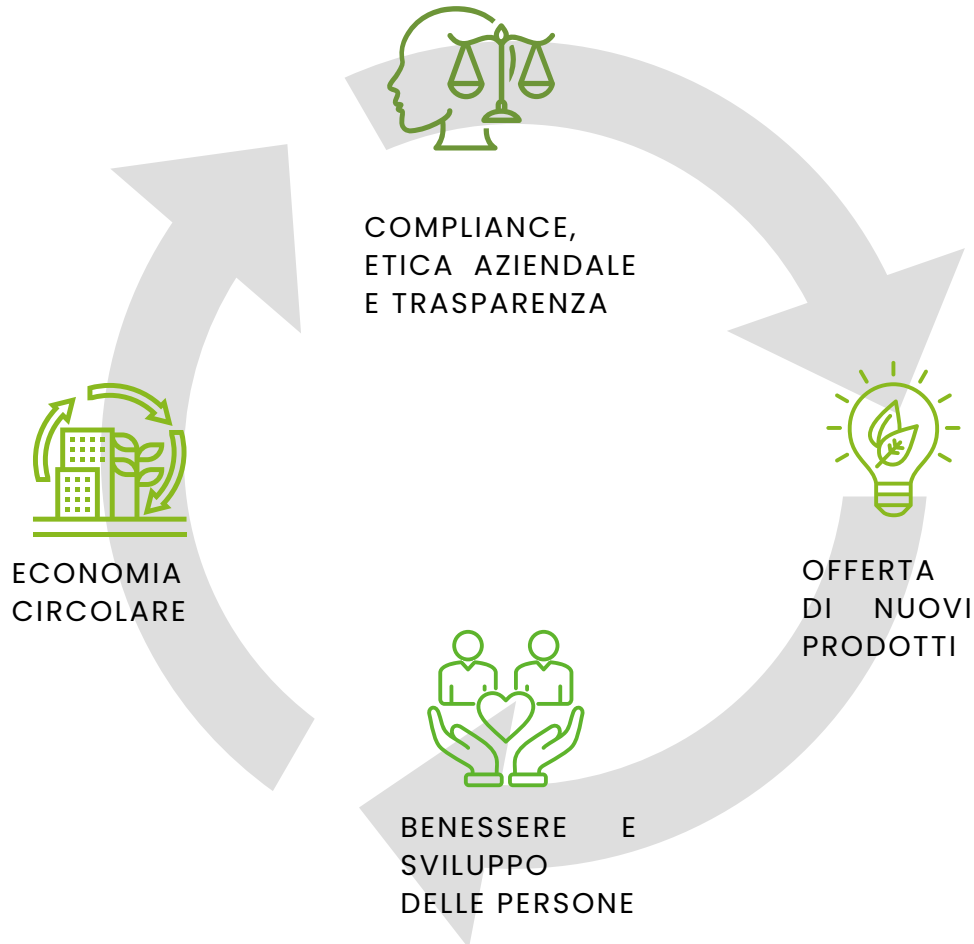 COMPLIANCE,
ETICA AZIENDALE
E TRASPARENZA
ECONOMIA
CIRCOLARE
OFFERTA
DI NUOVI
PRODOTTI
BENESSERE E
SVILUPPO
DELLE PERSONE